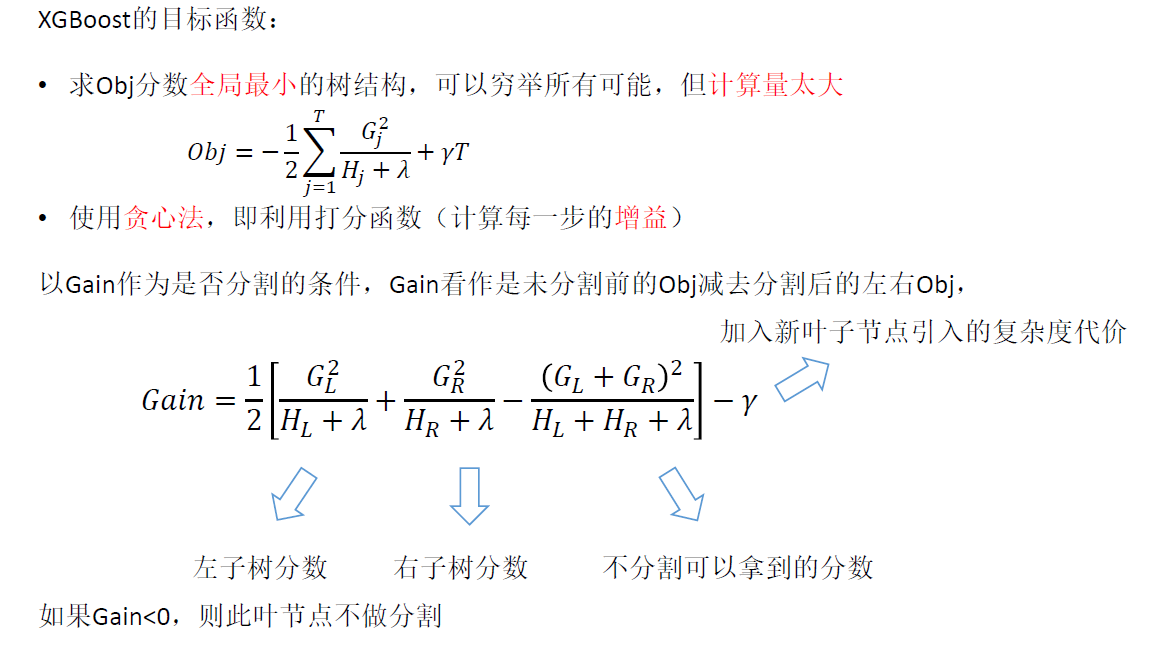 XGBoost的目标函数：
• 求Obj分数全局最小的树结构，可以穷举所有可能，但计算量太大
$Obj = -\frac{1}{2}\sum_{j=1}^{T}\frac{G_j^2}{H_j+\lambda}+\gamma T$
• 使用贪心法，即利用打分函数（计算每一步的增益）
以Gain作为是否分割的条件，Gain看作是未分割前的Obj减去分割后的左右Obj，
加入新叶子节点引入的复杂度代价
$Gain = \frac{1}{2}\left[\frac{G_L^2}{H_L+\lambda}+\frac{G_R^2}{H_R+\lambda}-\frac{(G_L+G_R)^2}{H_L+H_R+\lambda}\right]-\gamma$
左子树分数 右子树分数 不分割可以拿到的分数
如果Gain<0，则此叶节点不做分割